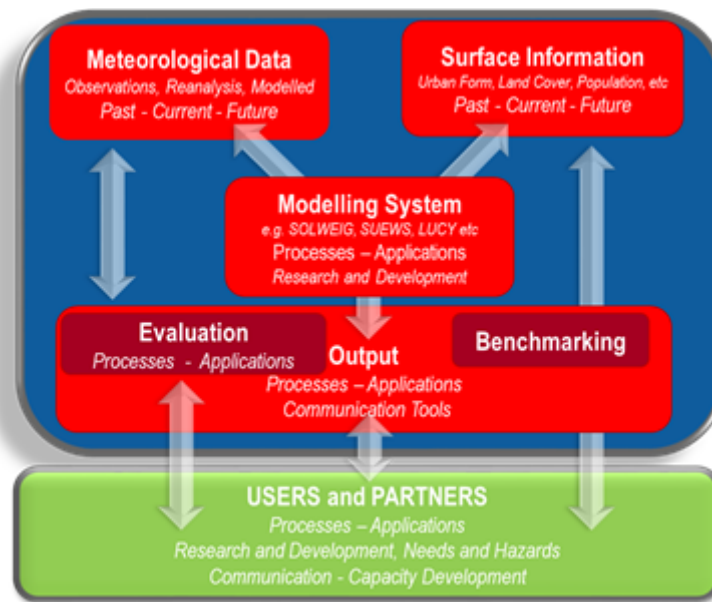 Meteorological Data
Observations, Reanalysis, Modelled
Past - Current - Future
Surface Information
Urban Form, Land Cover, Population, etc
Past - Current - Future
Modelling System
e.g. SOLWEIG, SUEWS, LUCY etc
Processes – Applications
Research and Development
Evaluation
Processes - Applications
Benchmarking
Output
Processes – Applications
Communication Tools
USERS and PARTNERS
Processes – Applications
Research and Development, Needs and Hazards
Communication - Capacity Development